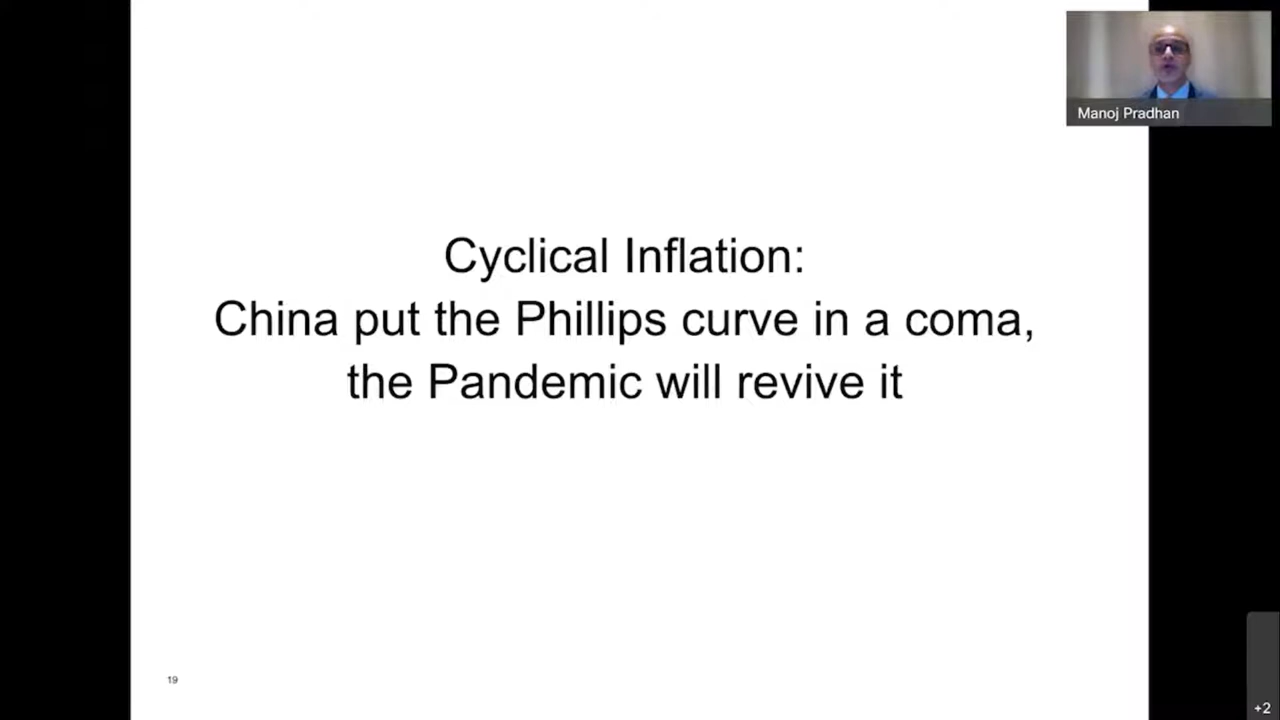 Manoj Pradhan
Cyclical Inflation:
China put the Phillips curve in a coma,
the Pandemic will revive it
19
+2